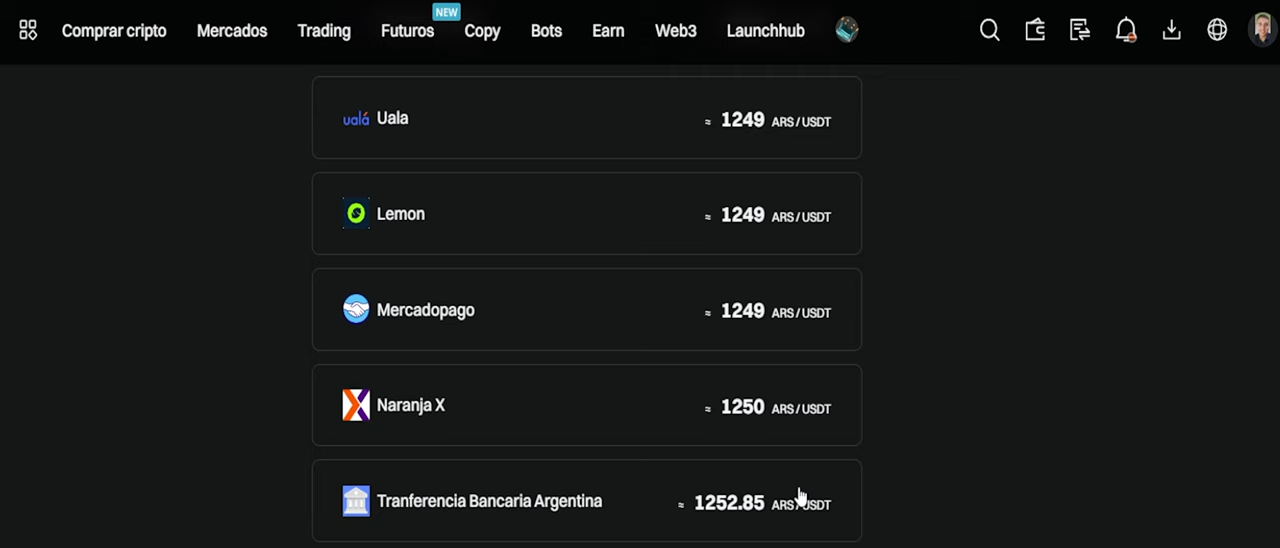 NEW
Comprar cripto Mercados Trading Futuros Copy Bots Earn Web3 Launchhub
ualá Uala ≈ 1249 ARS/USDT
Lemon ≈ 1249 ARS/USDT
Mercadopago ≈ 1249 ARS/USDT
Naranja X ≈ 1250 ARS/USDT
Tranferencia Bancaria Argentina ≈ 1252.85 ARS/USDT